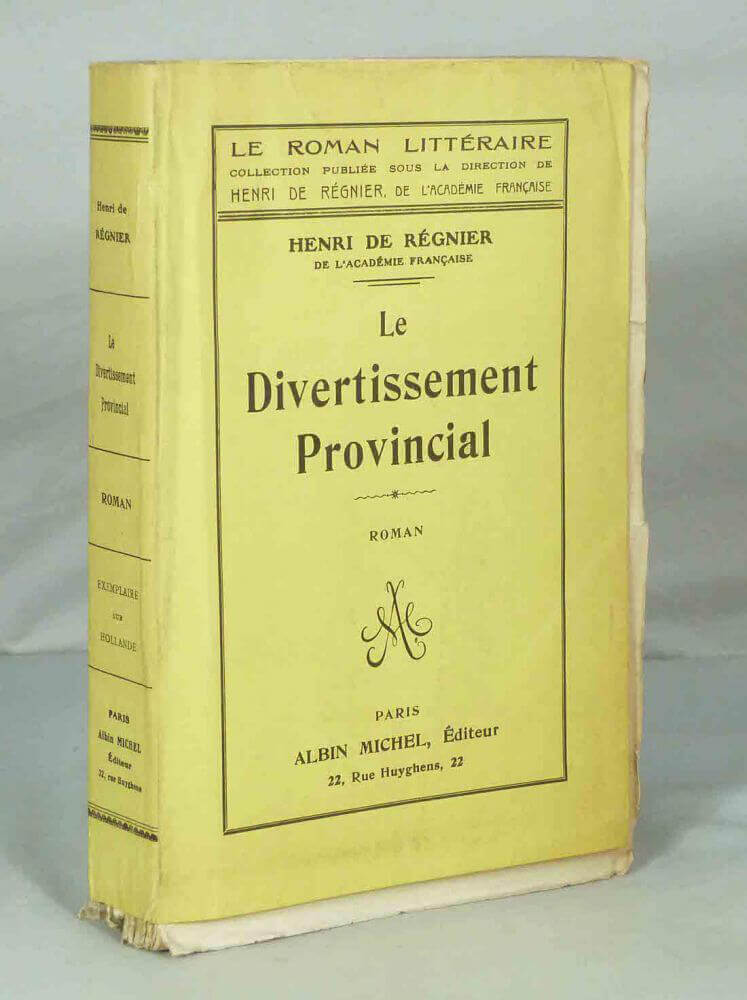 Henri de
RÉGNIER
Le
Divertissement
Provincial
ROMAN
EXEMPLAIRE
SUR
HOLLANDE
PARIS
Albin MICHEL
Éditeur
22, rue Huyghens
LE ROMAN LITTÉRAIRE
COLLECTION PUBLIÉE SOUS LA DIRECTION DE
HENRI DE RÉGNIER, DE L'ACADÉMIE FRANÇAISE
HENRI DE RÉGNIER
DE L'ACADÉMIE FRANÇAISE
Le
Divertissement
Provincial
ROMAN
AM
PARIS
ALBIN MICHEL, Éditeur
22, Rue Huyghens, 22